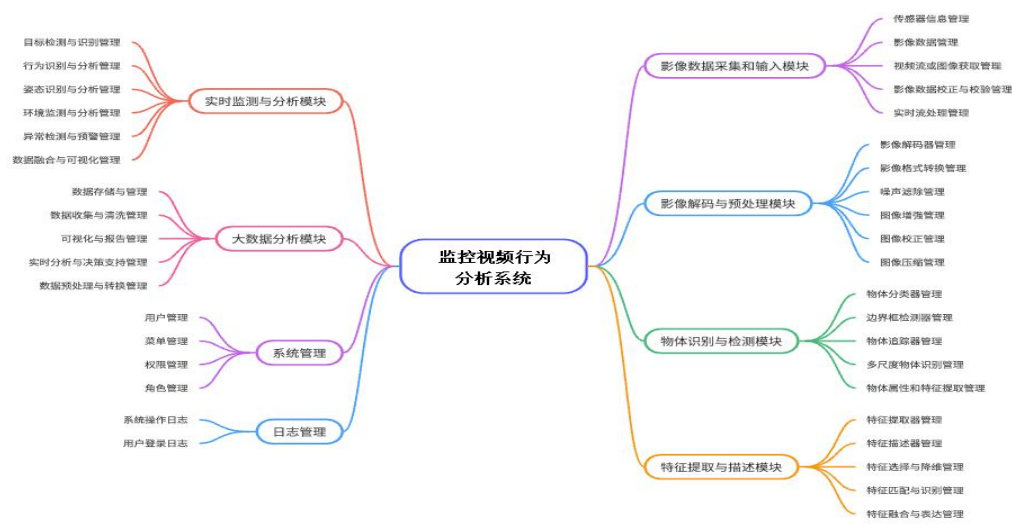 监控视频行为
分析系统
实时监测与分析模块
目标检测与识别管理
行为识别与分析管理
姿态识别与分析管理
环境监测与分析管理
异常检测与预警管理
数据融合与可视化管理
大数据分析模块
数据存储与管理
数据收集与清洗管理
可视化与报告管理
实时分析与决策支持管理
数据预处理与转换管理
系统管理
用户管理
菜单管理
权限管理
角色管理
日志管理
系统操作日志
用户登录日志
影像数据采集和输入模块
传感器信息管理
影像数据管理
视频流或图像获取管理
影像数据校正与校验管理
实时流处理管理
影像解码与预处理模块
影像解码器管理
影像格式转换管理
噪声滤除管理
图像增强管理
图像校正管理
图像压缩管理
物体识别与检测模块
物体分类器管理
边界框检测器管理
物体追踪器管理
多尺度物体识别管理
物体属性和特征提取管理
特征提取与描述模块
特征提取器管理
特征描述器管理
特征选择与降维管理
特征匹配与识别管理
特征融合与表达管理